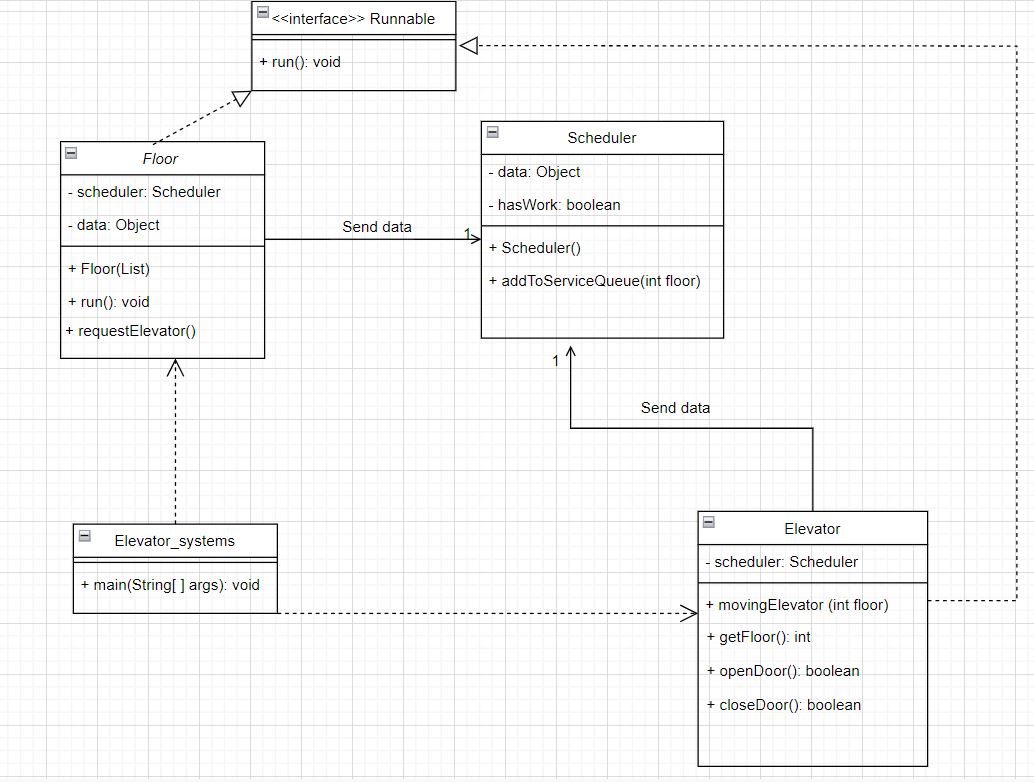 <<interface>> Runnable
+ run(): void
Floor
- scheduler: Scheduler
- data: Object
+ Floor(List)
+ run(): void
+ requestElevator()
Send data
1
Scheduler
- data: Object
- hasWork: boolean
+ Scheduler()
+ addToServiceQueue(int floor)
1
Send data
Elevator_systems
+ main(String[ ] args): void
Elevator
- scheduler: Scheduler
+ movingElevator (int floor)
+ getFloor(): int
+ openDoor(): boolean
+ closeDoor(): boolean